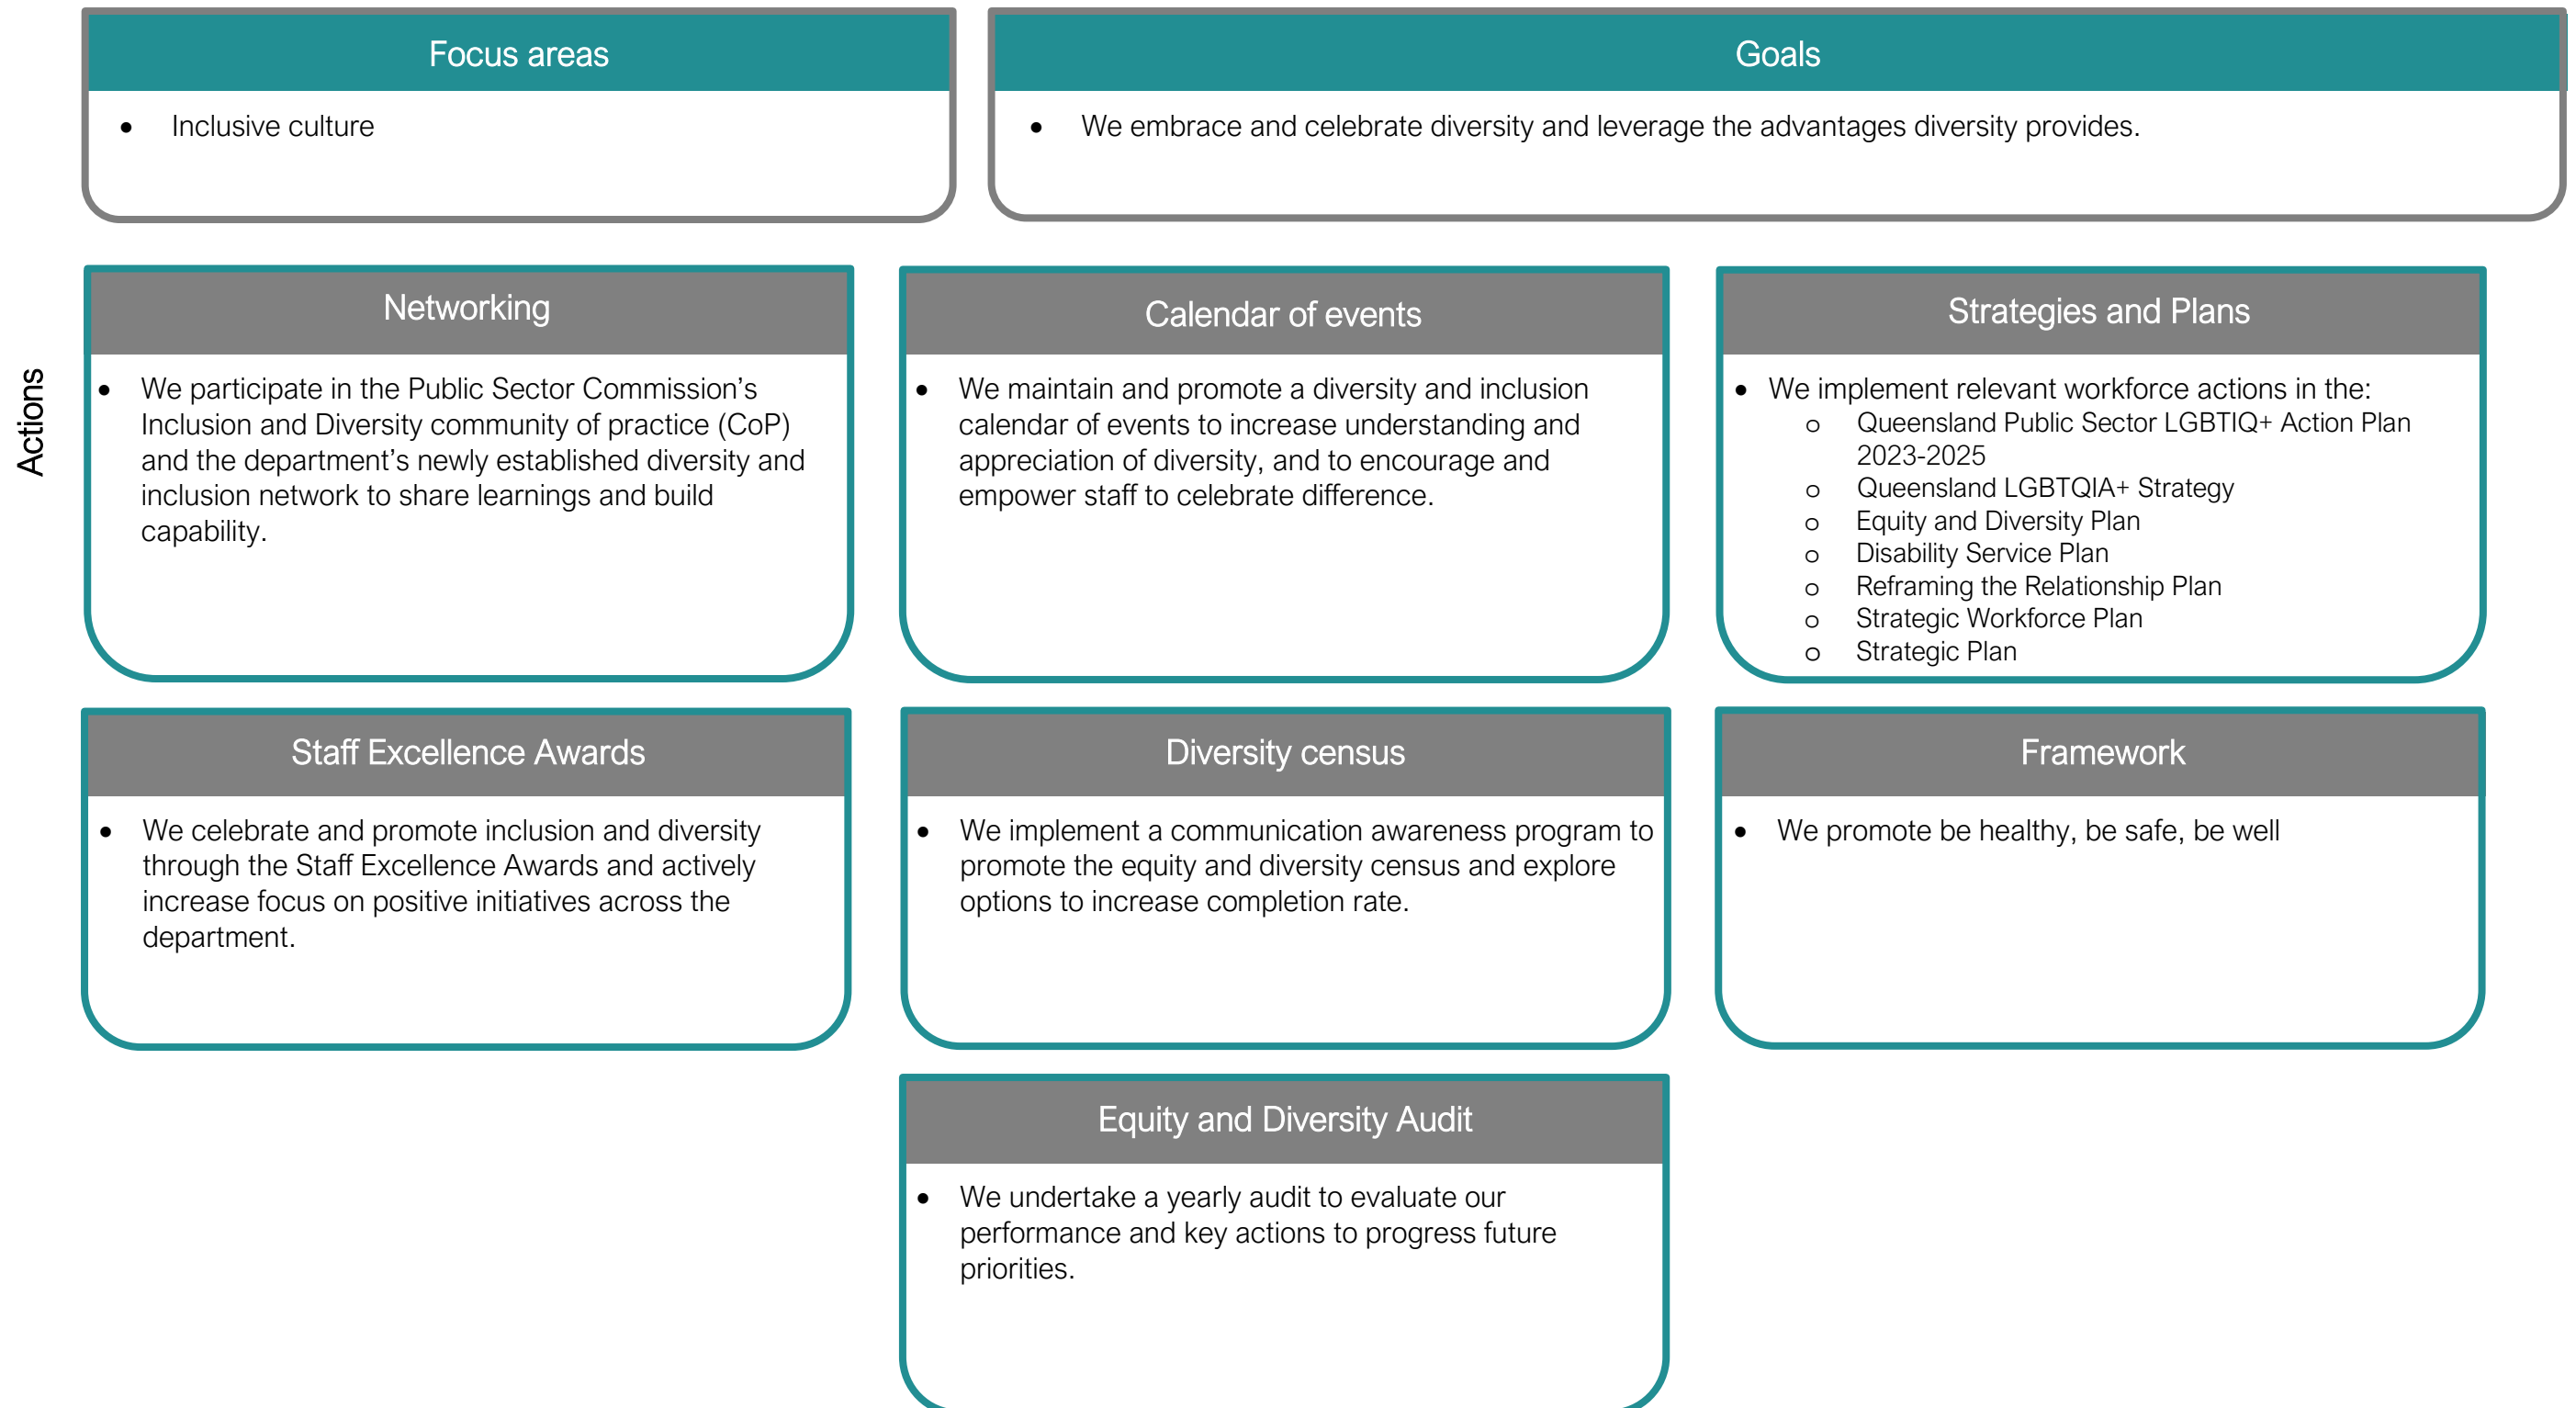 Focus areas
• Inclusive culture
Goals
• We embrace and celebrate diversity and leverage the advantages diversity provides.
Actions
Networking
• We participate in the Public Sector Commission’s
Inclusion and Diversity community of practice (CoP)
and the department’s newly established diversity and
inclusion network to share learnings and build
capability.
Calendar of events
• We maintain and promote a diversity and inclusion
calendar of events to increase understanding and
appreciation of diversity, and to encourage and
empower staff to celebrate difference.
Strategies and Plans
• We implement relevant workforce actions in the:
o Queensland Public Sector LGBTIQ+ Action Plan
2023-2025
o Queensland LGBTQIA+ Strategy
o Equity and Diversity Plan
o Disability Service Plan
o Reframing the Relationship Plan
o Strategic Workforce Plan
o Strategic Plan
Staff Excellence Awards
• We celebrate and promote inclusion and diversity
through the Staff Excellence Awards and actively
increase focus on positive initiatives across the
department.
Diversity census
• We implement a communication awareness program to
promote the equity and diversity census and explore
options to increase completion rate.
Framework
• We promote be healthy, be safe, be well
Equity and Diversity Audit
• We undertake a yearly audit to evaluate our
performance and key actions to progress future
priorities.